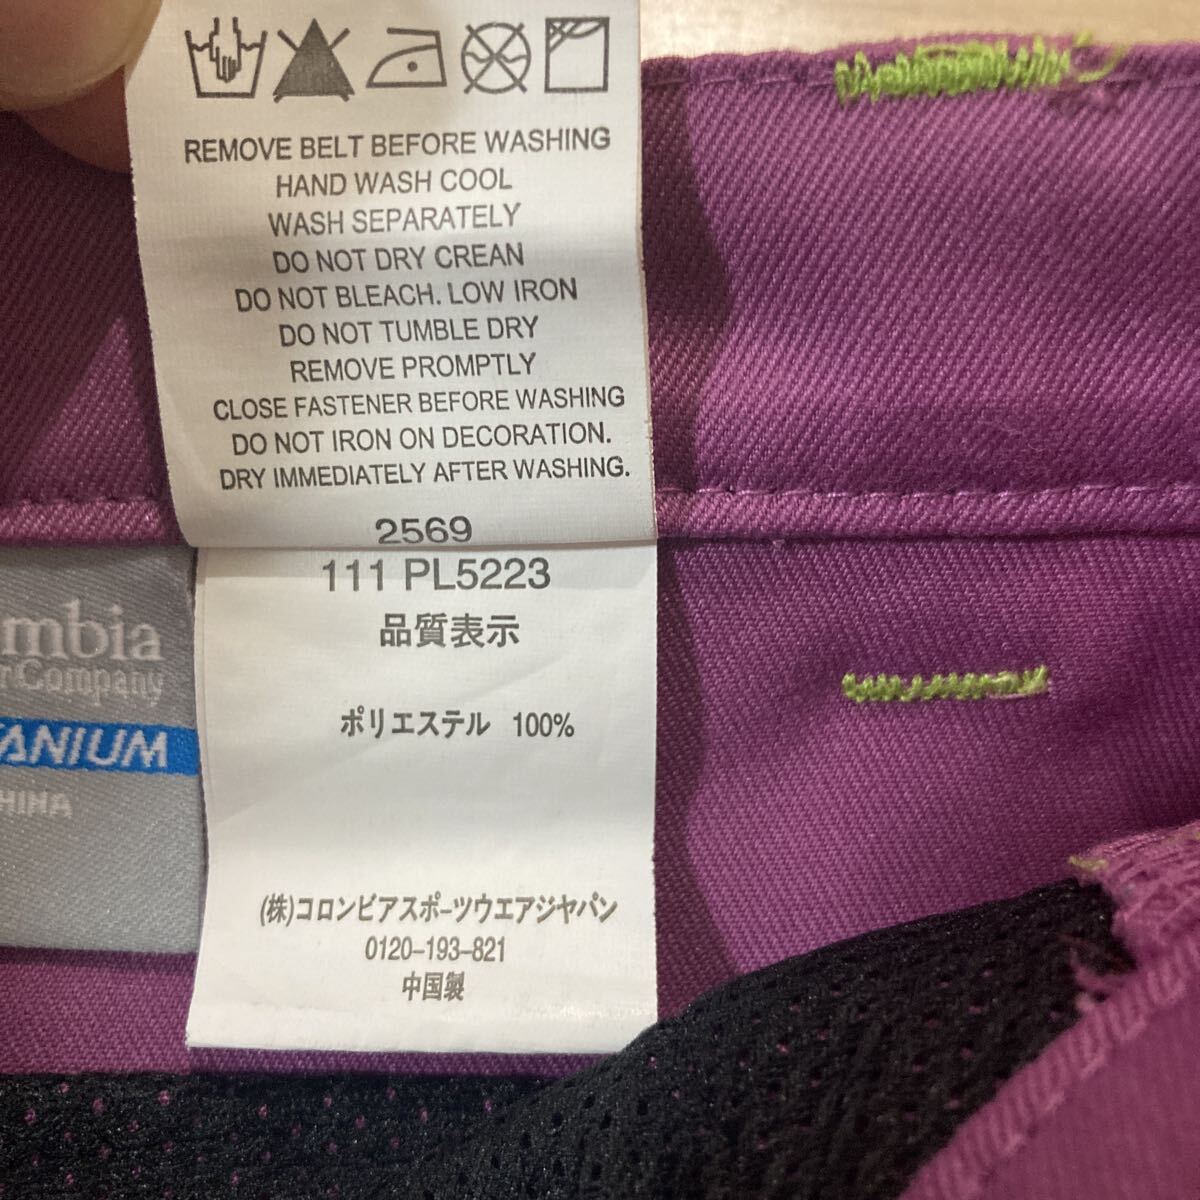 REMOVE BELT BEFORE WASHING
HAND WASH COOL
WASH SEPARATELY
DO NOT DRY CREAN
DO NOT BLEACH. LOW IRON
DO NOT TUMBLE DRY
REMOVE PROMPTLY
CLOSE FASTENER BEFORE WASHING
DO NOT IRON ON DECORATION.
DRY IMMEDIATELY AFTER WASHING.
2569
111 PL5223
品質表示
ポリエステル 100%
(株)コロンビアスポーツウエアジヤパン
0120-193-821
中国製
mbia
r Company
ANIUM
HINA